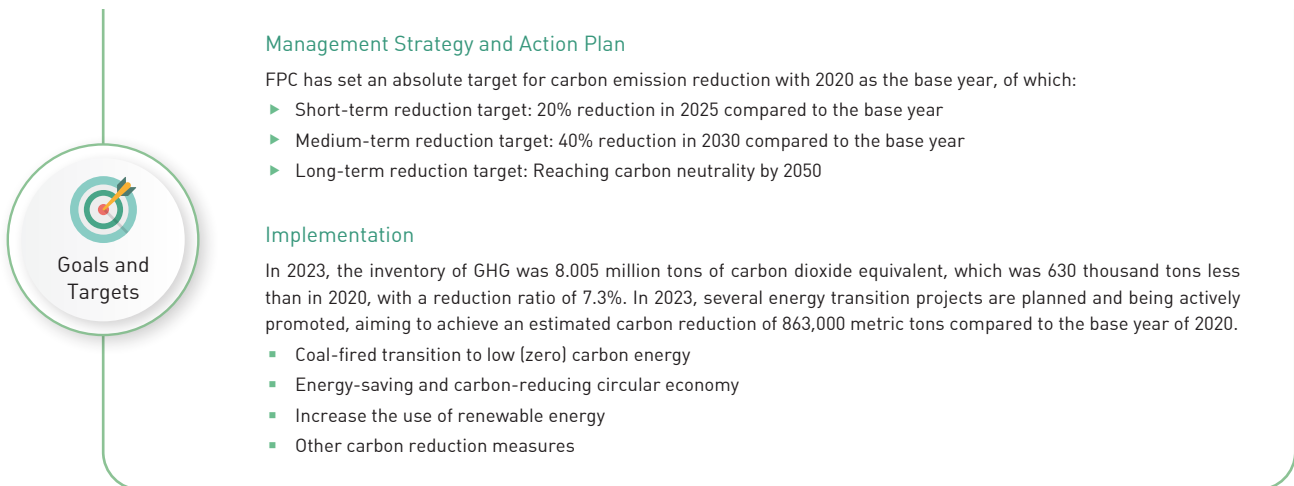 Management Strategy and Action Plan
FPC has set an absolute target for carbon emission reduction with 2020 as the base year, of which:
Short-term reduction target: 20% reduction in 2025 compared to the base year
Medium-term reduction target: 40% reduction in 2030 compared to the base year
Long-term reduction target: Reaching carbon neutrality by 2050
Goals and
Targets
Implementation
In 2023, the inventory of GHG was 8.005 million tons of carbon dioxide equivalent, which was 630 thousand tons less
than in 2020, with a reduction ratio of 7.3%. In 2023, several energy transition projects are planned and being actively
promoted, aiming to achieve an estimated carbon reduction of 863,000 metric tons compared to the base year of 2020.
Coal-fired transition to low (zero) carbon energy
Energy-saving and carbon-reducing circular economy
Increase the use of renewable energy
Other carbon reduction measures